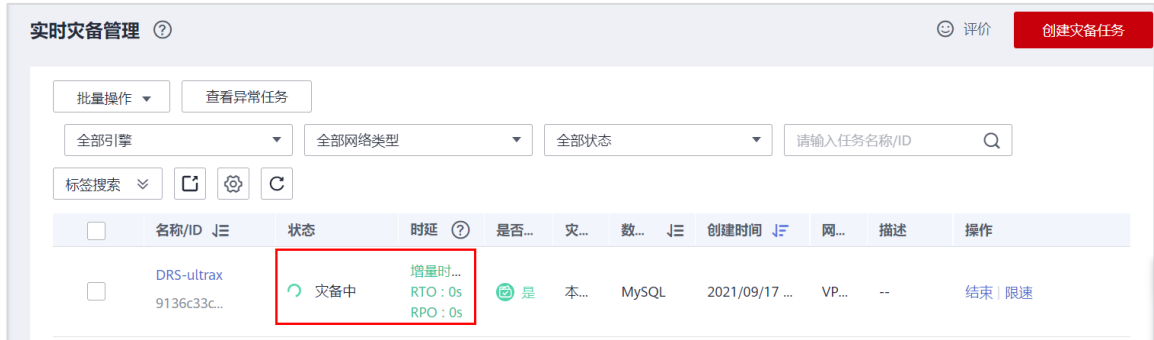 实时灾备管理 ?
评价
创建灾备任务
批量操作
查看异常任务
全部引擎
全部网络类型
全部状态
请输入任务名称/ID
标签搜索
名称/ID 状态 时延 ? 是否... 灾... 数... 创建时间 网... 描述 操作
DRS-ultrax
9136c33c...
灾备中
增量时...
RTO : 0s
RPO : 0s
是
本...
MySQL
2021/09/17 ...
VP...
--
结束 | 限速